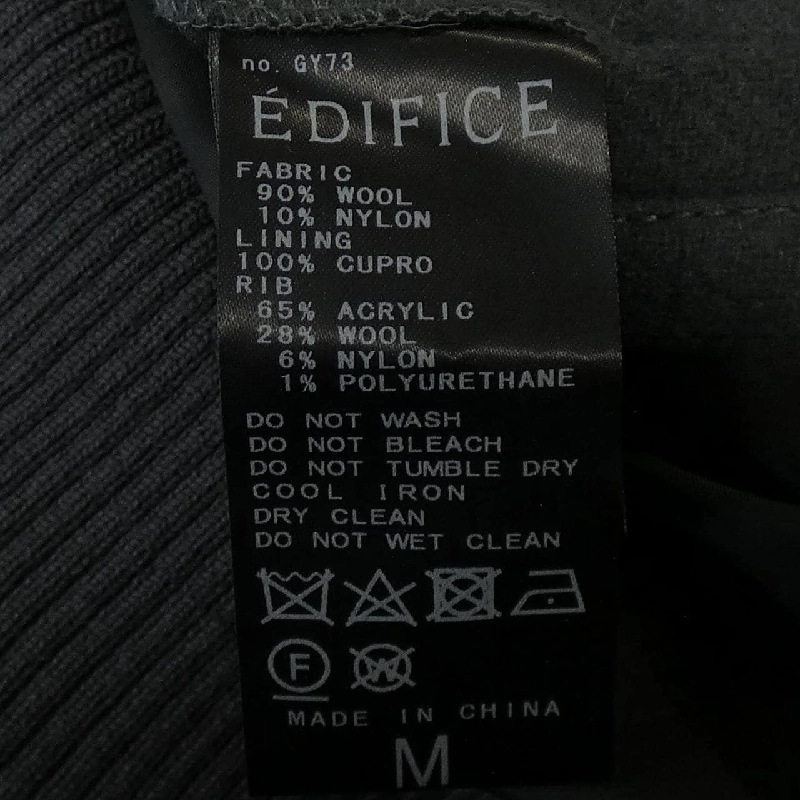 no. GY73
ÉDIFICE
FABRIC
90% WOOL
10% NYLON
LINING
100% CUPRO
RIB
65% ACRYLIC
28% WOOL
6% NYLON
1% POLYURETHANE
DO NOT WASH
DO NOT BLEACH
DO NOT TUMBLE DRY
COOL IRON
DRY CLEAN
DO NOT WET CLEAN
F W
MADE IN CHINA
M